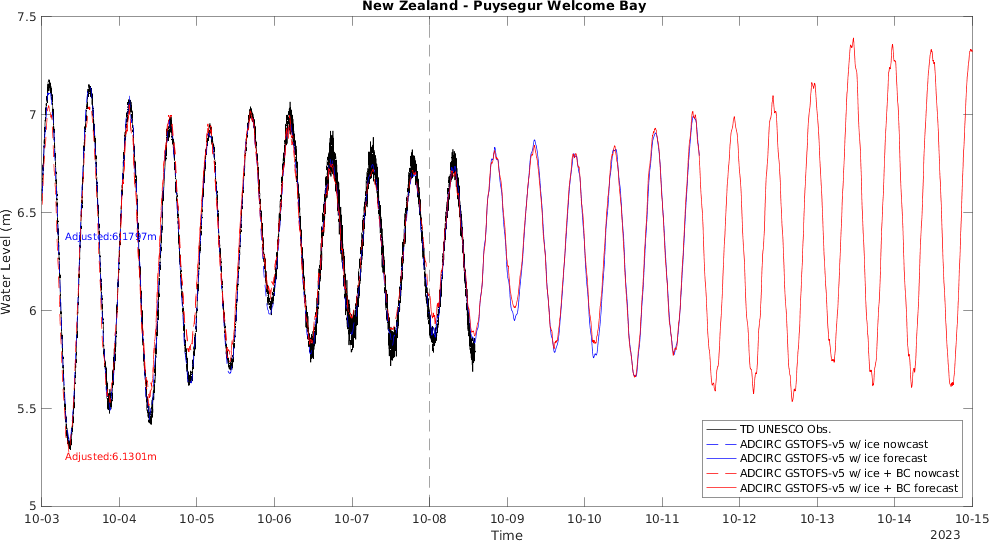 New Zealand - Puysegur Welcome Bay
7.5
7
6.5
6
5.5
5
Water Level (m)
Adjusted:6.1797m
Adjusted:6.1301m
TD UNESCO Obs.
ADCIRC GSTOFS-v5 w/ ice nowcast
ADCIRC GSTOFS-v5 w/ ice forecast
ADCIRC GSTOFS-v5 w/ ice + BC nowcast
ADCIRC GSTOFS-v5 w/ ice + BC forecast
10-03 10-04 10-05 10-06 10-07 10-08 10-09 10-10 10-11 10-12 10-13 10-14 10-15
Time
2023